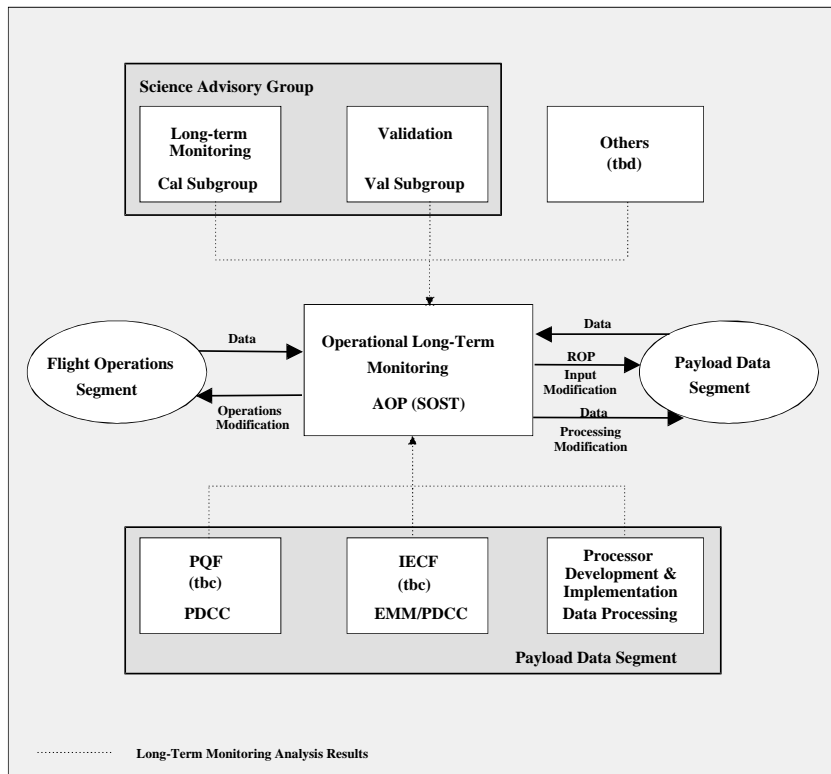 Science Advisory Group
Long-term
Monitoring
Cal Subgroup
Validation
Val Subgroup
Others
(tbd)
Flight Operations
Segment
Data
Operations
Modification
Operational Long-Term
Monitoring
AOP (SOST)
Data
ROP
Input
Modification
Data
Processing
Modification
Payload Data
Segment
PQF
(tbc)
PDCC
IECF
(tbc)
EMM/PDCC
Processor
Development &
Implementation
Data Processing
Payload Data Segment
Long-Term Monitoring Analysis Results